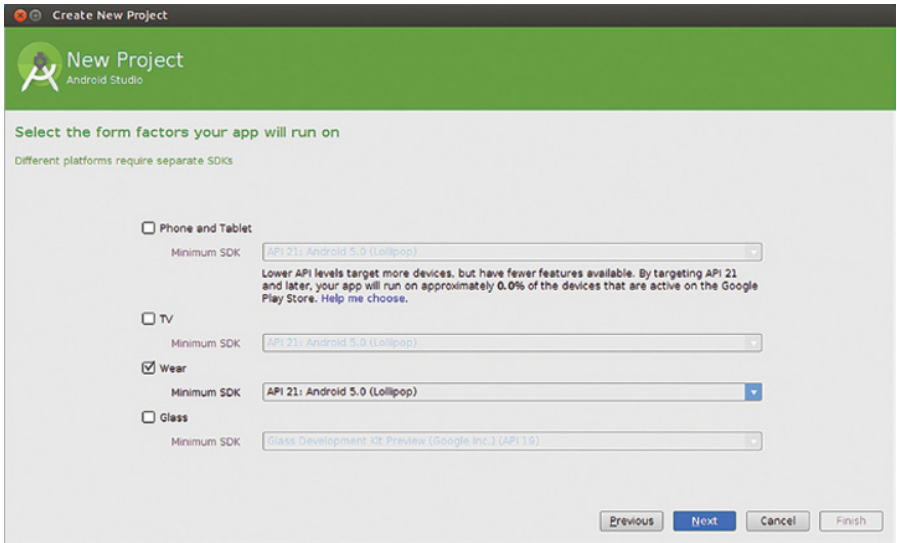 Create New Project
New Project
Android Studio
Select the form factors your app will run on
Different platforms require separate SDKs
Phone and Tablet
Minimum SDK API 21: Android 5.0 (Lollipop)
Lower API levels target more devices, but have fewer features available. By targeting API 21
and later, your app will run on approximately 0.0% of the devices that are active on the Google
Play Store. Help me choose.
TV
Minimum SDK API 21: Android 5.0 (Lollipop)
Wear
Minimum SDK API 21: Android 5.0 (Lollipop)
Glass
Minimum SDK Glass Development Kit Preview (Google Inc.) (API 19)
Previous Next Cancel Finish